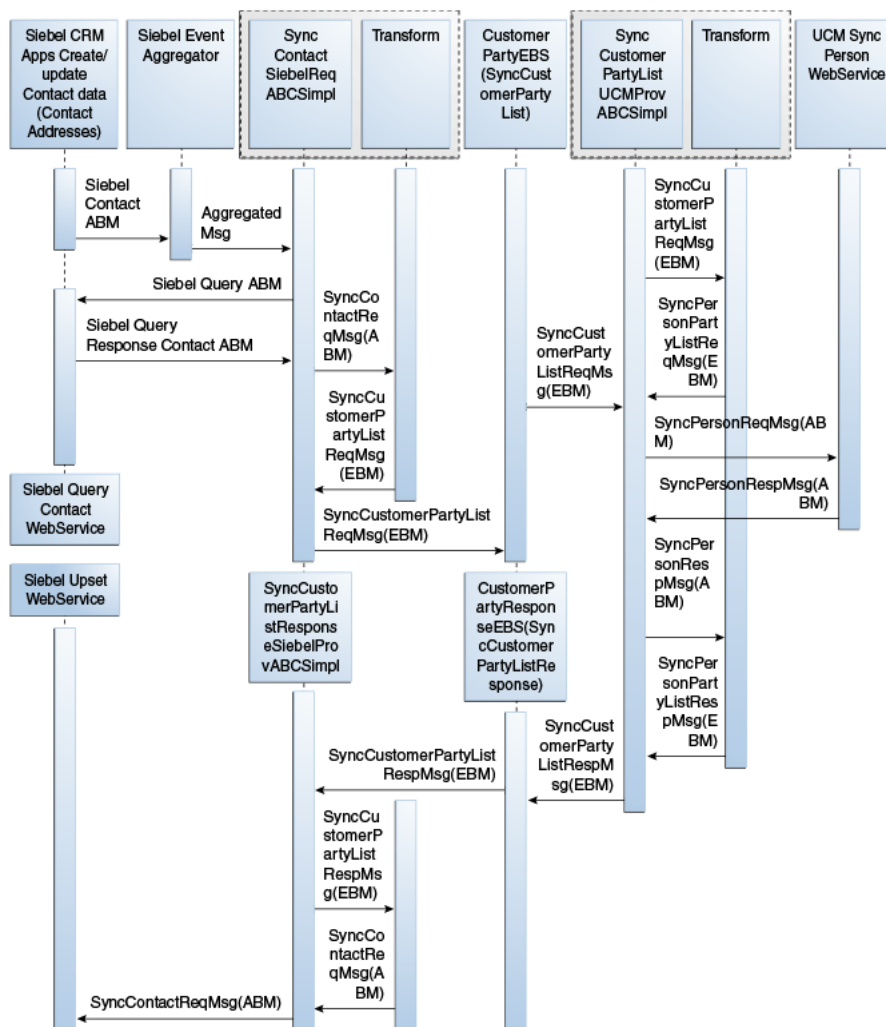 Siebel CRM
Apps Create/
update
Contact data
(Contact
Addresses)
Siebel Event
Aggregator
Sync
Contact
SiebelReq
ABCSimpl
Transform
Customer
PartyEBS
(SyncCust
omerParty
List)
Sync
Customer
PartyList
UCMProv
ABCSimpl
Transform
UCM Sync
Person
WebService
Siebel
Contact
ABM
Aggregated
Msg
SyncCu
stomerP
artyList
ReqMsg
(EBM)
Siebel Query ABM
SyncCo
ntactRe
qMsg(A
BM)
Siebel Query
Response Contact ABM
SyncCust
omerParty
ListReqMs
g(EBM)
SyncPer
sonPart
yListRe
qMsg(E
BM)
SyncCu
stomerP
artyList
ReqMsg
(EBM)
SyncPersonReqMsg(AB
M)
SyncPersonRespMsg(A
BM)
Siebel Query
Contact
WebService
SyncCustomerPartyList
ReqMsg(EBM)
SyncPer
sonRes
pMsg(A
BM)
Siebel Upset
WebService
SyncCusto
merPartyLi
stRespons
eSiebelPro
vABCSimpl
CustomerP
artyRespon
seEBS(Syn
cCustomer
PartyListRe
sponse)
SyncPer
sonPart
yListRes
pMsg(E
BM)
SyncCust
omerParty
ListRespM
sg(EBM)
SyncCustomerPartyList
RespMsg(EBM)
SyncCu
stomerP
artyList
RespMs
g(EBM)
SyncCo
ntactRe
qMsg(A
BM)
SyncContactReqMsg(ABM)